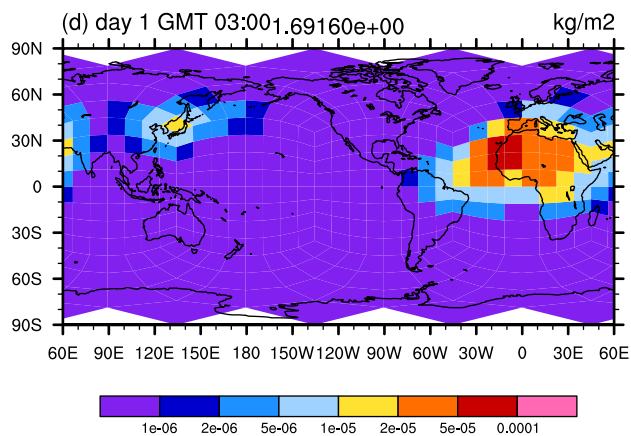 (d) day 1 GMT 03:00 1.69160e+00 kg/m2
90N
60N
30N
0
30S
60S
90S
60E 90E 120E 150E 180 150W 120W 90W 60W 30W 0 30E 60E
1e-06 2e-06 5e-06 1e-05 2e-05 5e-05 0.0001